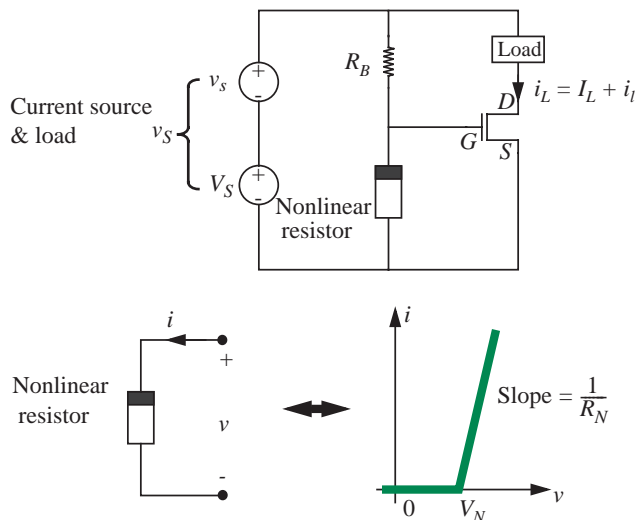 Load
R_B
v_s
+
-
D
i_L = I_L + i_l
Current source
& load
v_S
G
S
V_S
+
-
Nonlinear
resistor
i
+
i
Nonlinear
resistor
v
Slope = 1/R_N
-
0
V_N
v